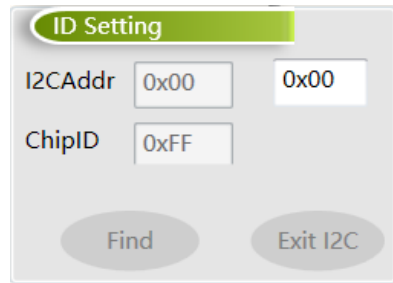 ID Setting
I2CAddr 0x00 0x00
ChipID 0xFF
Find Exit I2C